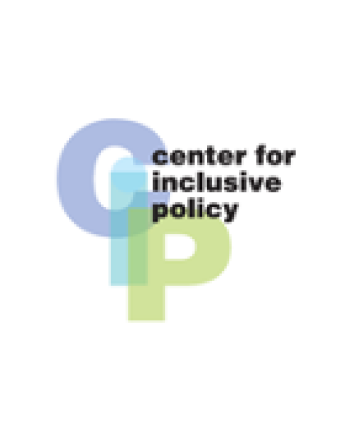 CiP
center for
inclusive
policy